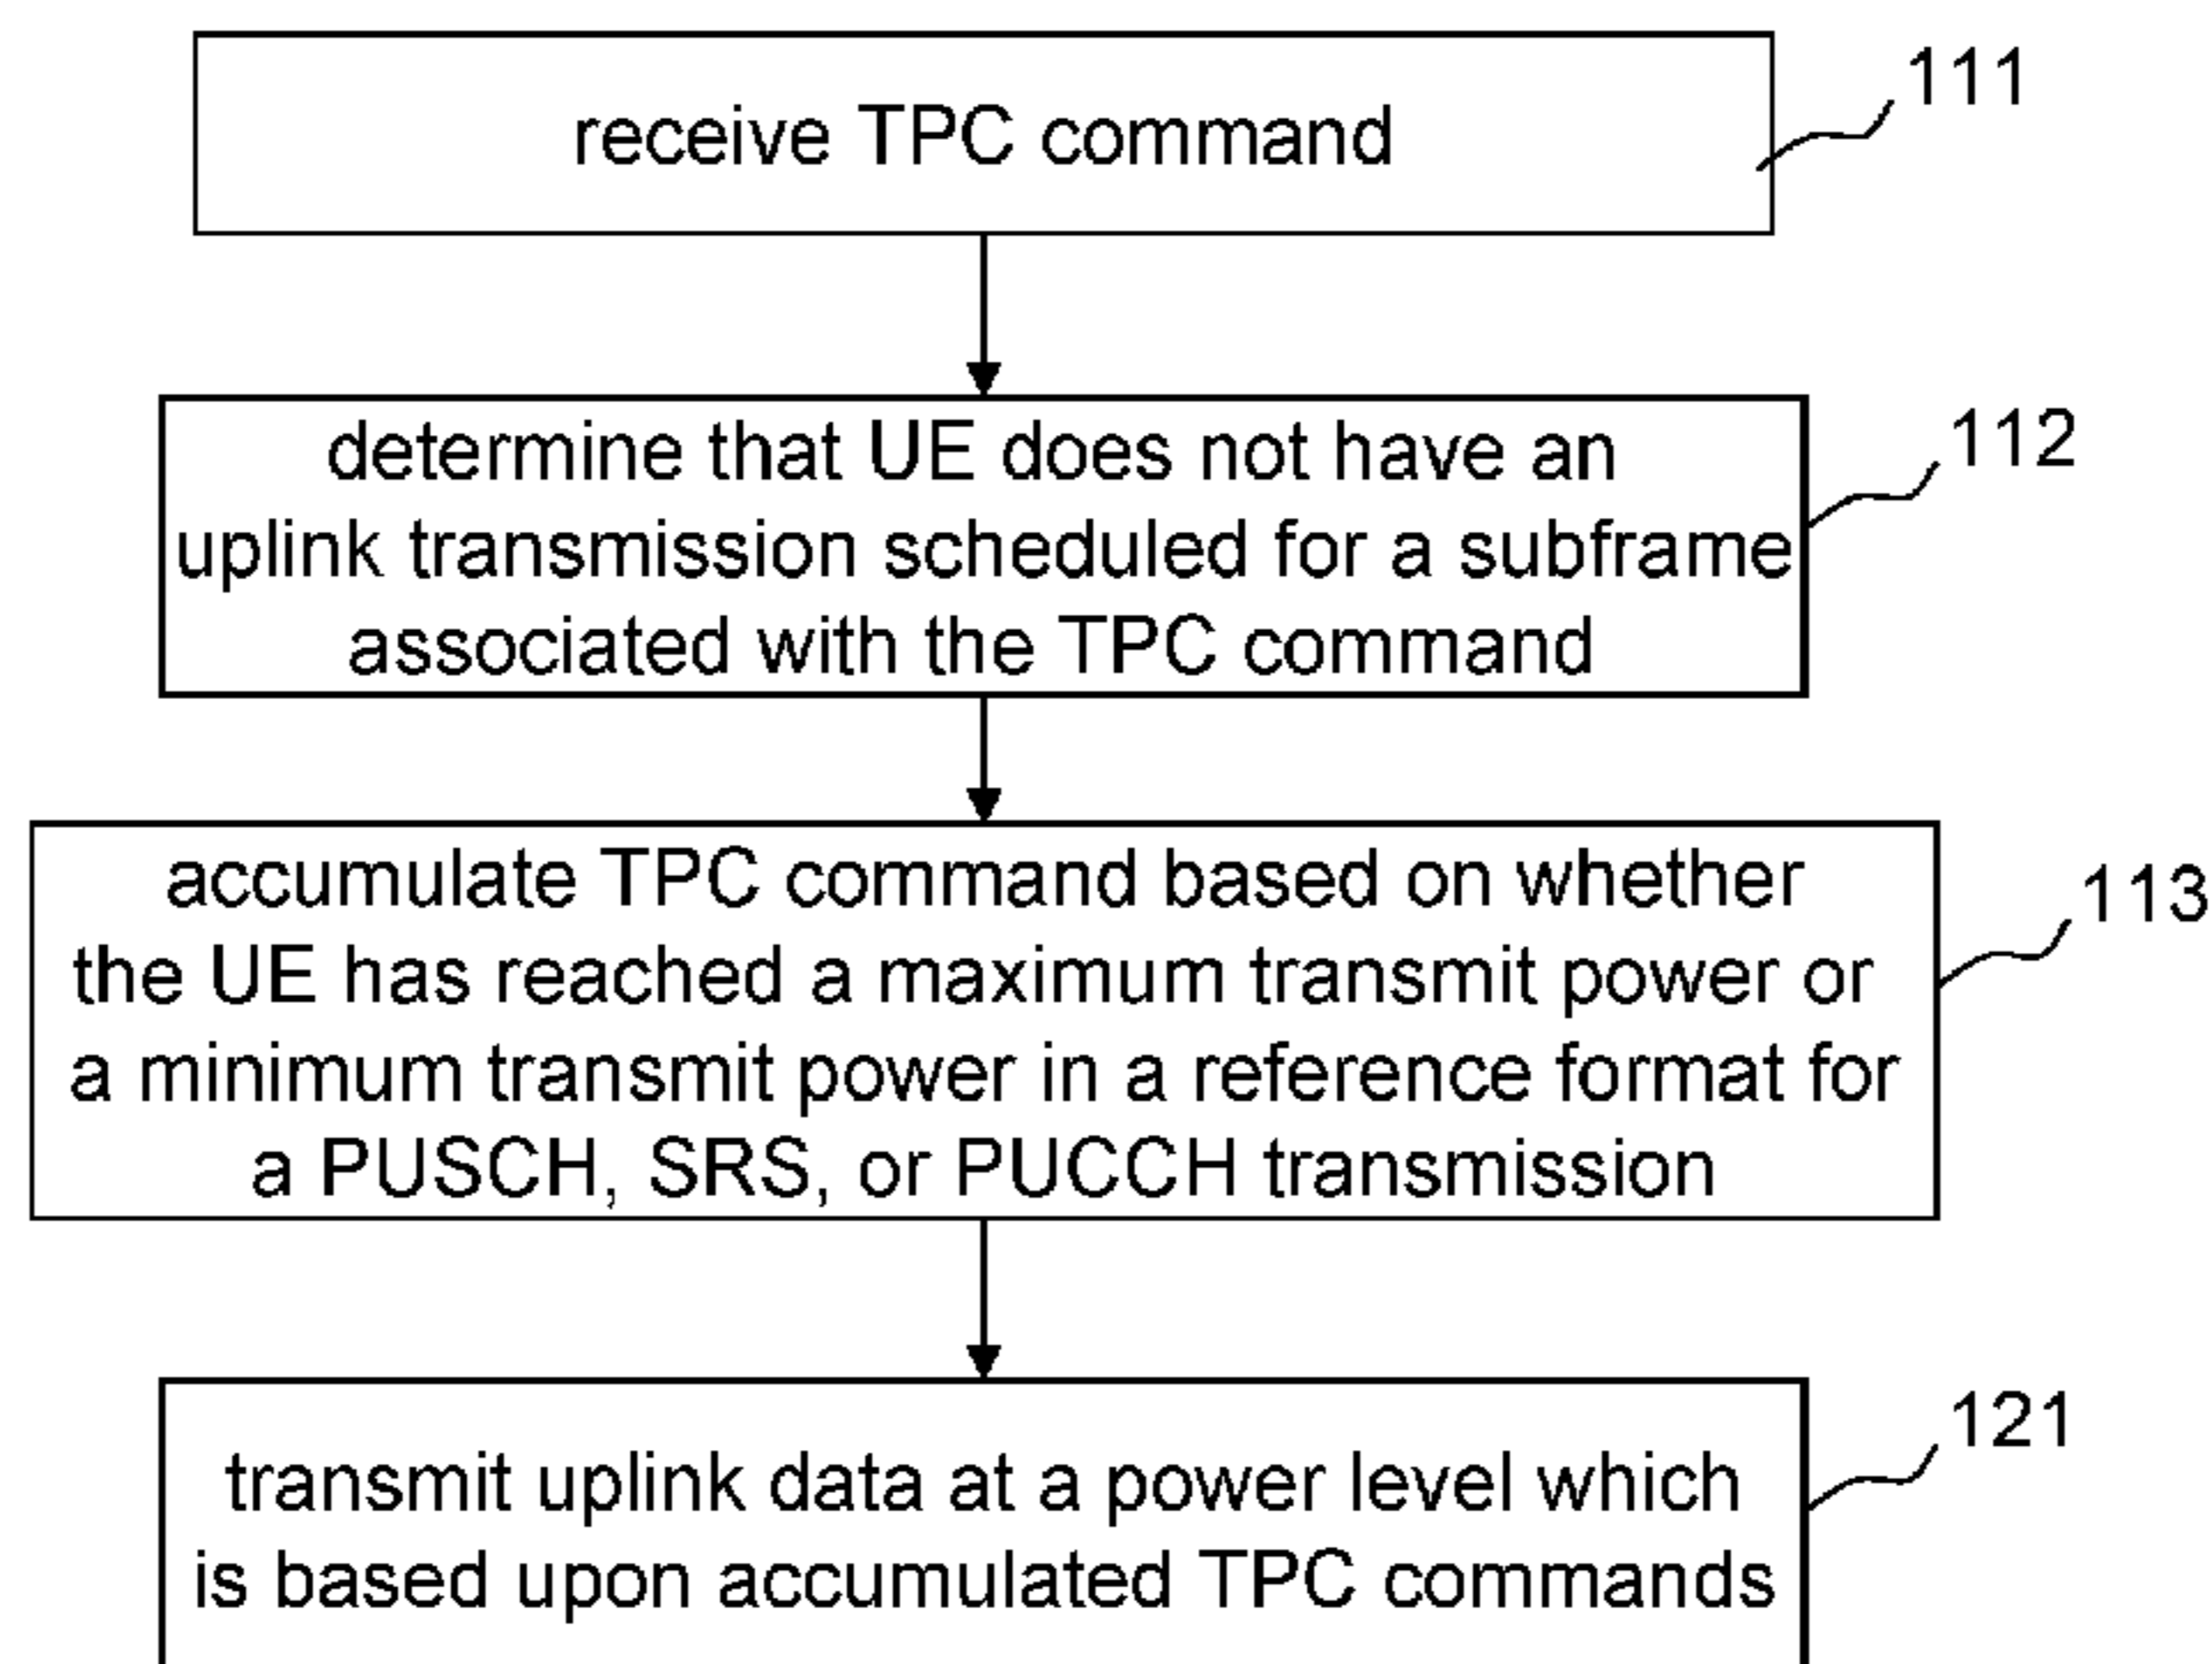 receive TPC command
111
determine that UE does not have an
uplink transmission scheduled for a subframe
associated with the TPC command
112
accumulate TPC command based on whether
the UE has reached a maximum transmit power or
a minimum transmit power in a reference format for
a PUSCH, SRS, or PUCCH transmission
113
transmit uplink data at a power level which
is based upon accumulated TPC commands
121